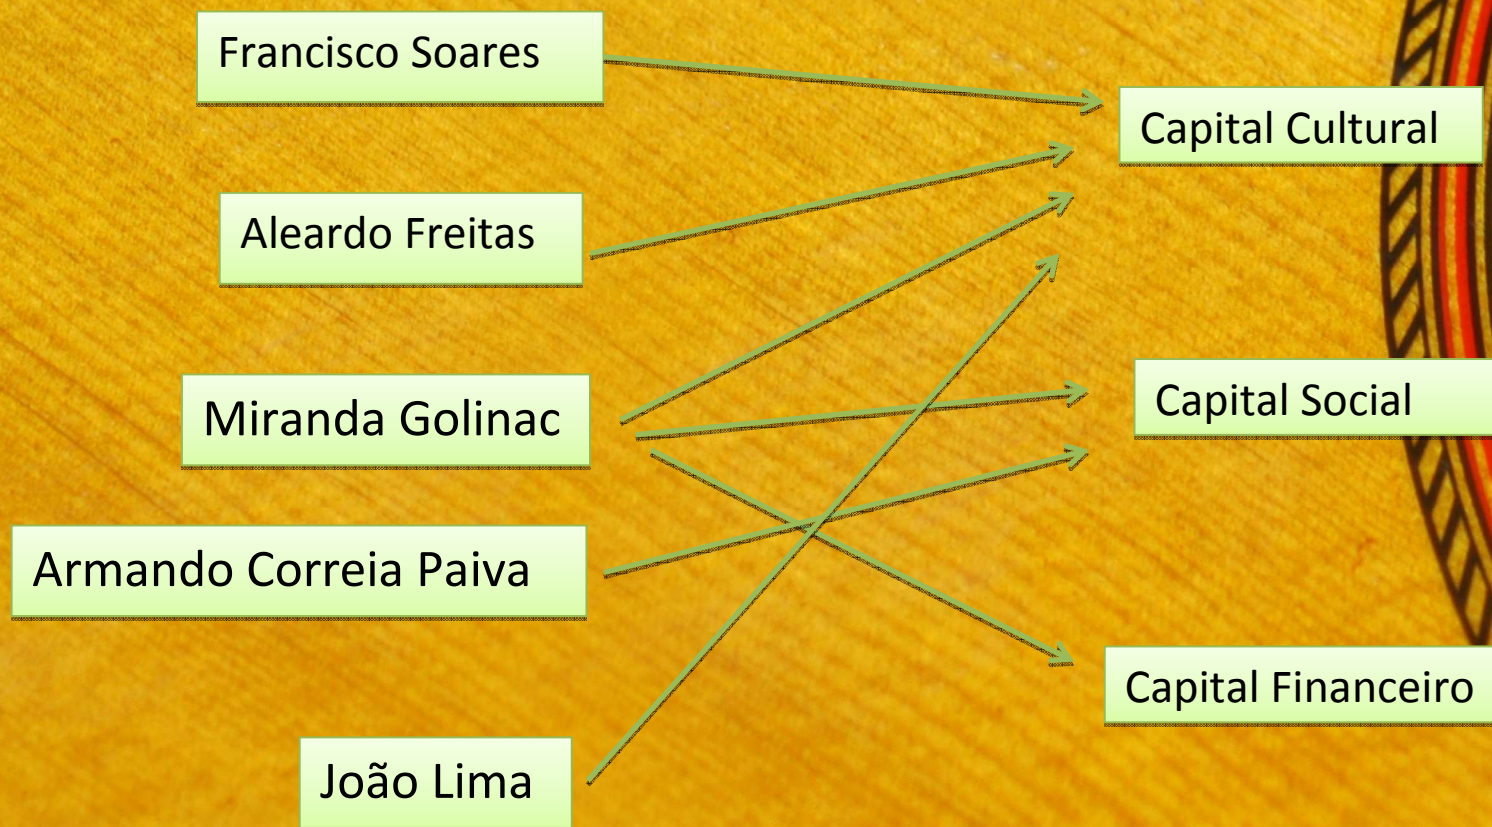 Francisco Soares
Capital Cultural
Aleardo Freitas
Miranda Golinac
Capital Social
Armando Correia Paiva
Capital Financeiro
João Lima